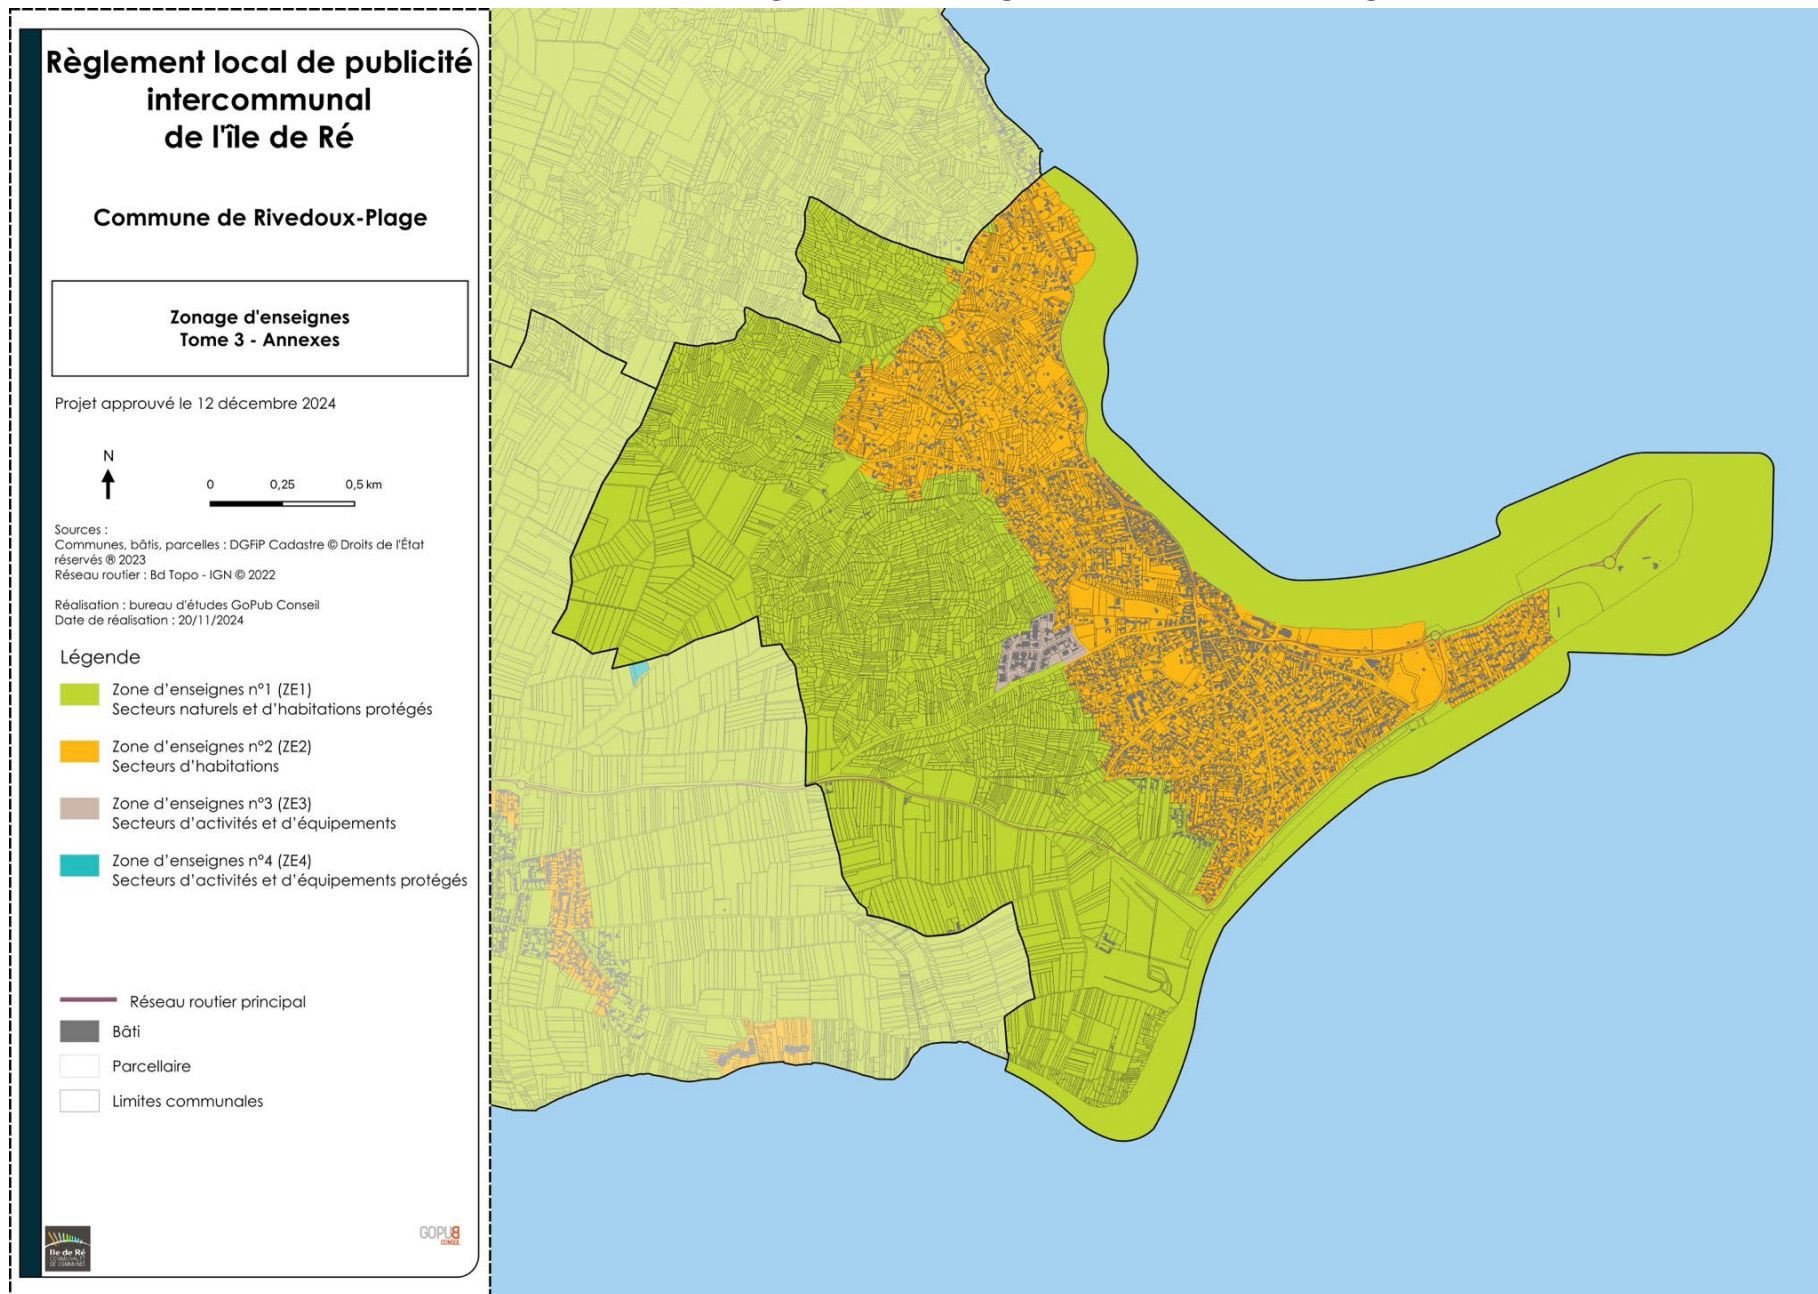 Règlement local de publicité
intercommunal
de l'île de Ré
Commune de Rivedoux-Plage
Zonage d'enseignes
Tome 3 - Annexes
Projet approuvé le 12 décembre 2024
N
0 0,25 0,5 km
Sources :
Communes, bâtis, parcelles : DGFiP Cadastre © Droits de l'État
réservés ® 2023
Réseau routier : Bd Topo - IGN © 2022
Réalisation : bureau d'études GoPub Conseil
Date de réalisation : 20/11/2024
Légende
Zone d'enseignes n°1 (ZE1)
Secteurs naturels et d'habitations protégés
Zone d'enseignes n°2 (ZE2)
Secteurs d'habitations
Zone d'enseignes n°3 (ZE3)
Secteurs d'activités et d'équipements
Zone d'enseignes n°4 (ZE4)
Secteurs d'activités et d'équipements protégés
Réseau routier principal
Bâti
Parcellaire
Limites communales
Ile de Ré
COMMUNAUTÉ
DE COMMUNES
GOPUB
CONSEIL